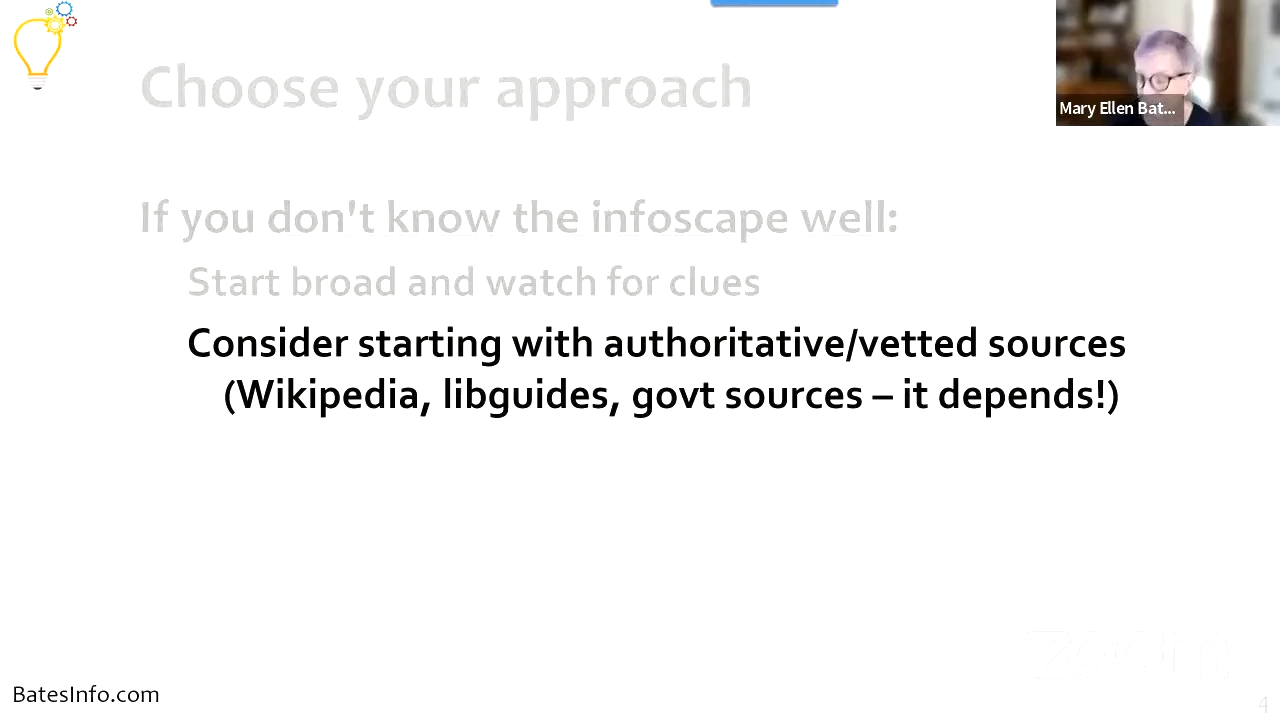 Choose your approach
Mary Ellen Bat...
If you don't know the infoscape well:
Start broad and watch for clues
Consider starting with authoritative/vetted sources
(Wikipedia, libguides, govt sources – it depends!)
zoom
BatesInfo.com
4